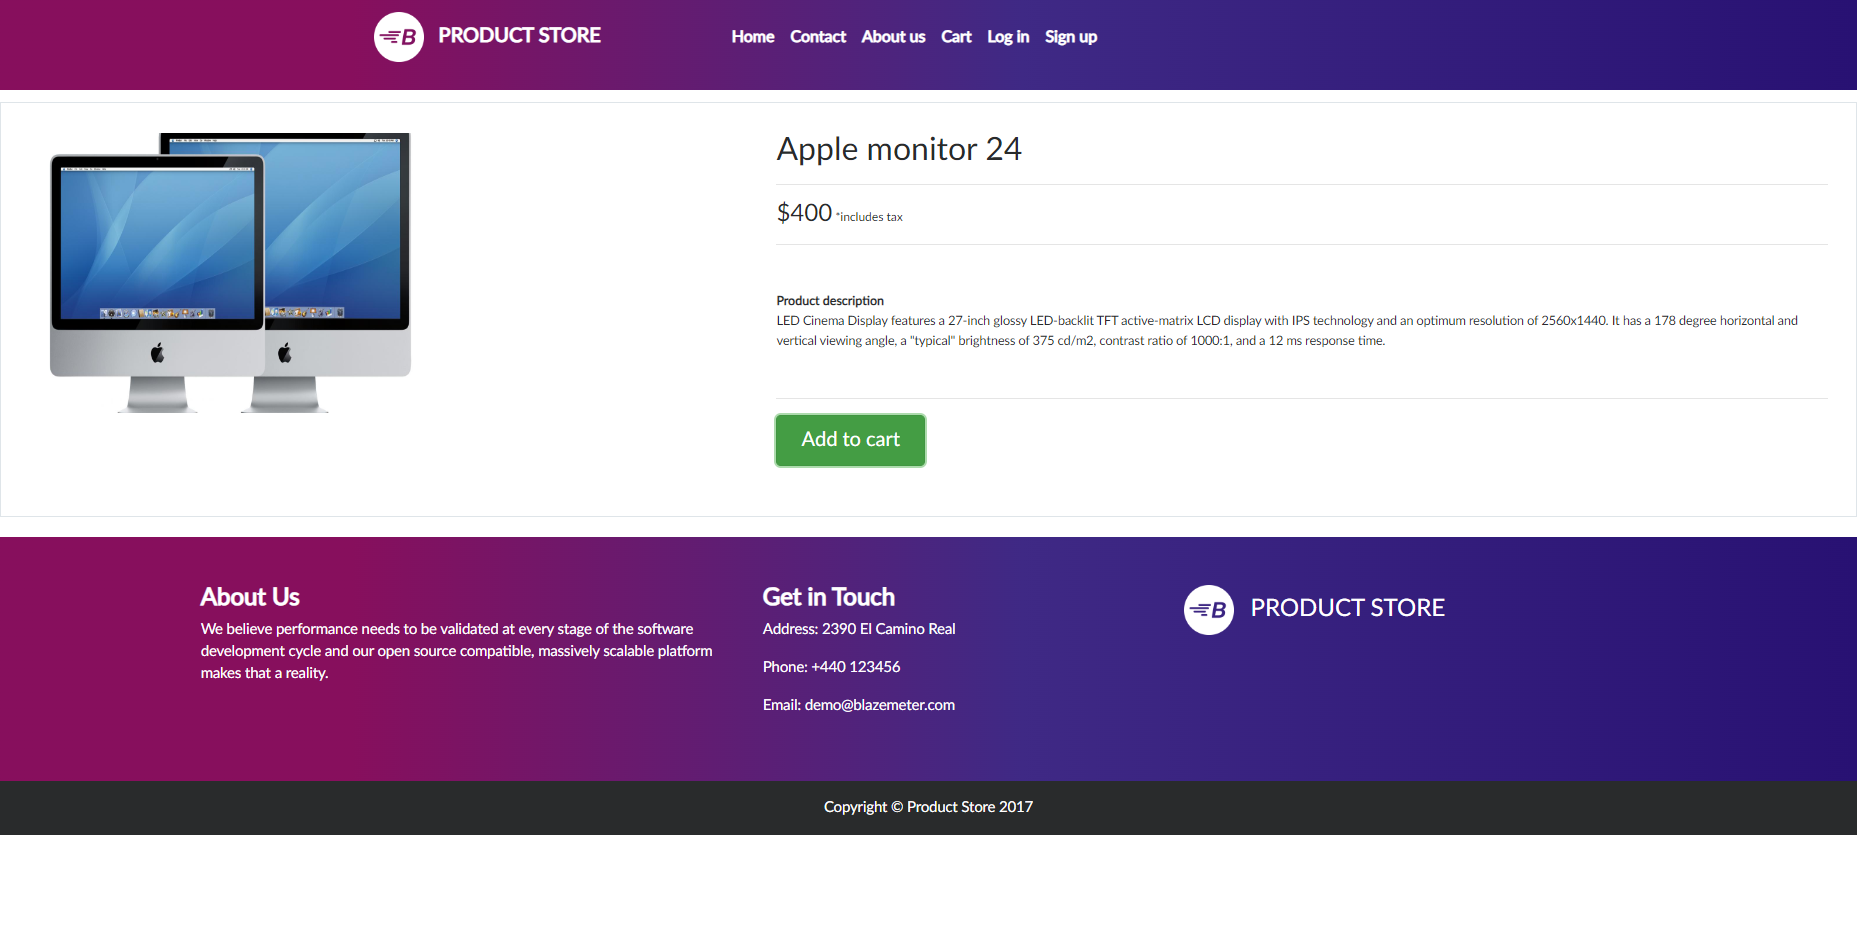 B PRODUCT STORE Home Contact About us Cart Log in Sign up
Apple monitor 24
$400 *includes tax
Product description
LED Cinema Display features a 27-inch glossy LED-backlit TFT active-matrix LCD display with IPS technology and an optimum resolution of 2560x1440. It has a 178 degree horizontal and
vertical viewing angle, a "typical" brightness of 375 cd/m2, contrast ratio of 1000:1, and a 12 ms response time.
Add to cart
About Us
We believe performance needs to be validated at every stage of the software
development cycle and our open source compatible, massively scalable platform
makes that a reality.
Get in Touch
Address: 2390 El Camino Real
Phone: +440 123456
Email: demo@blazemeter.com
B PRODUCT STORE
Copyright © Product Store 2017